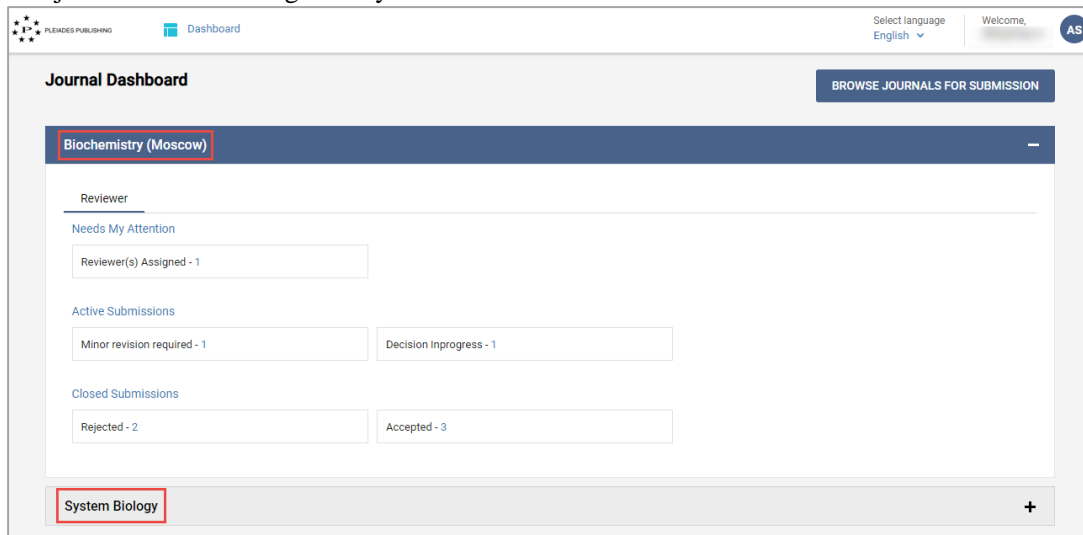 PLEIADES PUBLISHING
Dashboard
Select language
English
Welcome,
AS
Journal Dashboard
BROWSE JOURNALS FOR SUBMISSION
Biochemistry (Moscow)
Reviewer
Needs My Attention
Reviewer(s) Assigned - 1
Active Submissions
Minor revision required - 1
Decision Inprogress - 1
Closed Submissions
Rejected - 2
Accepted - 3
System Biology